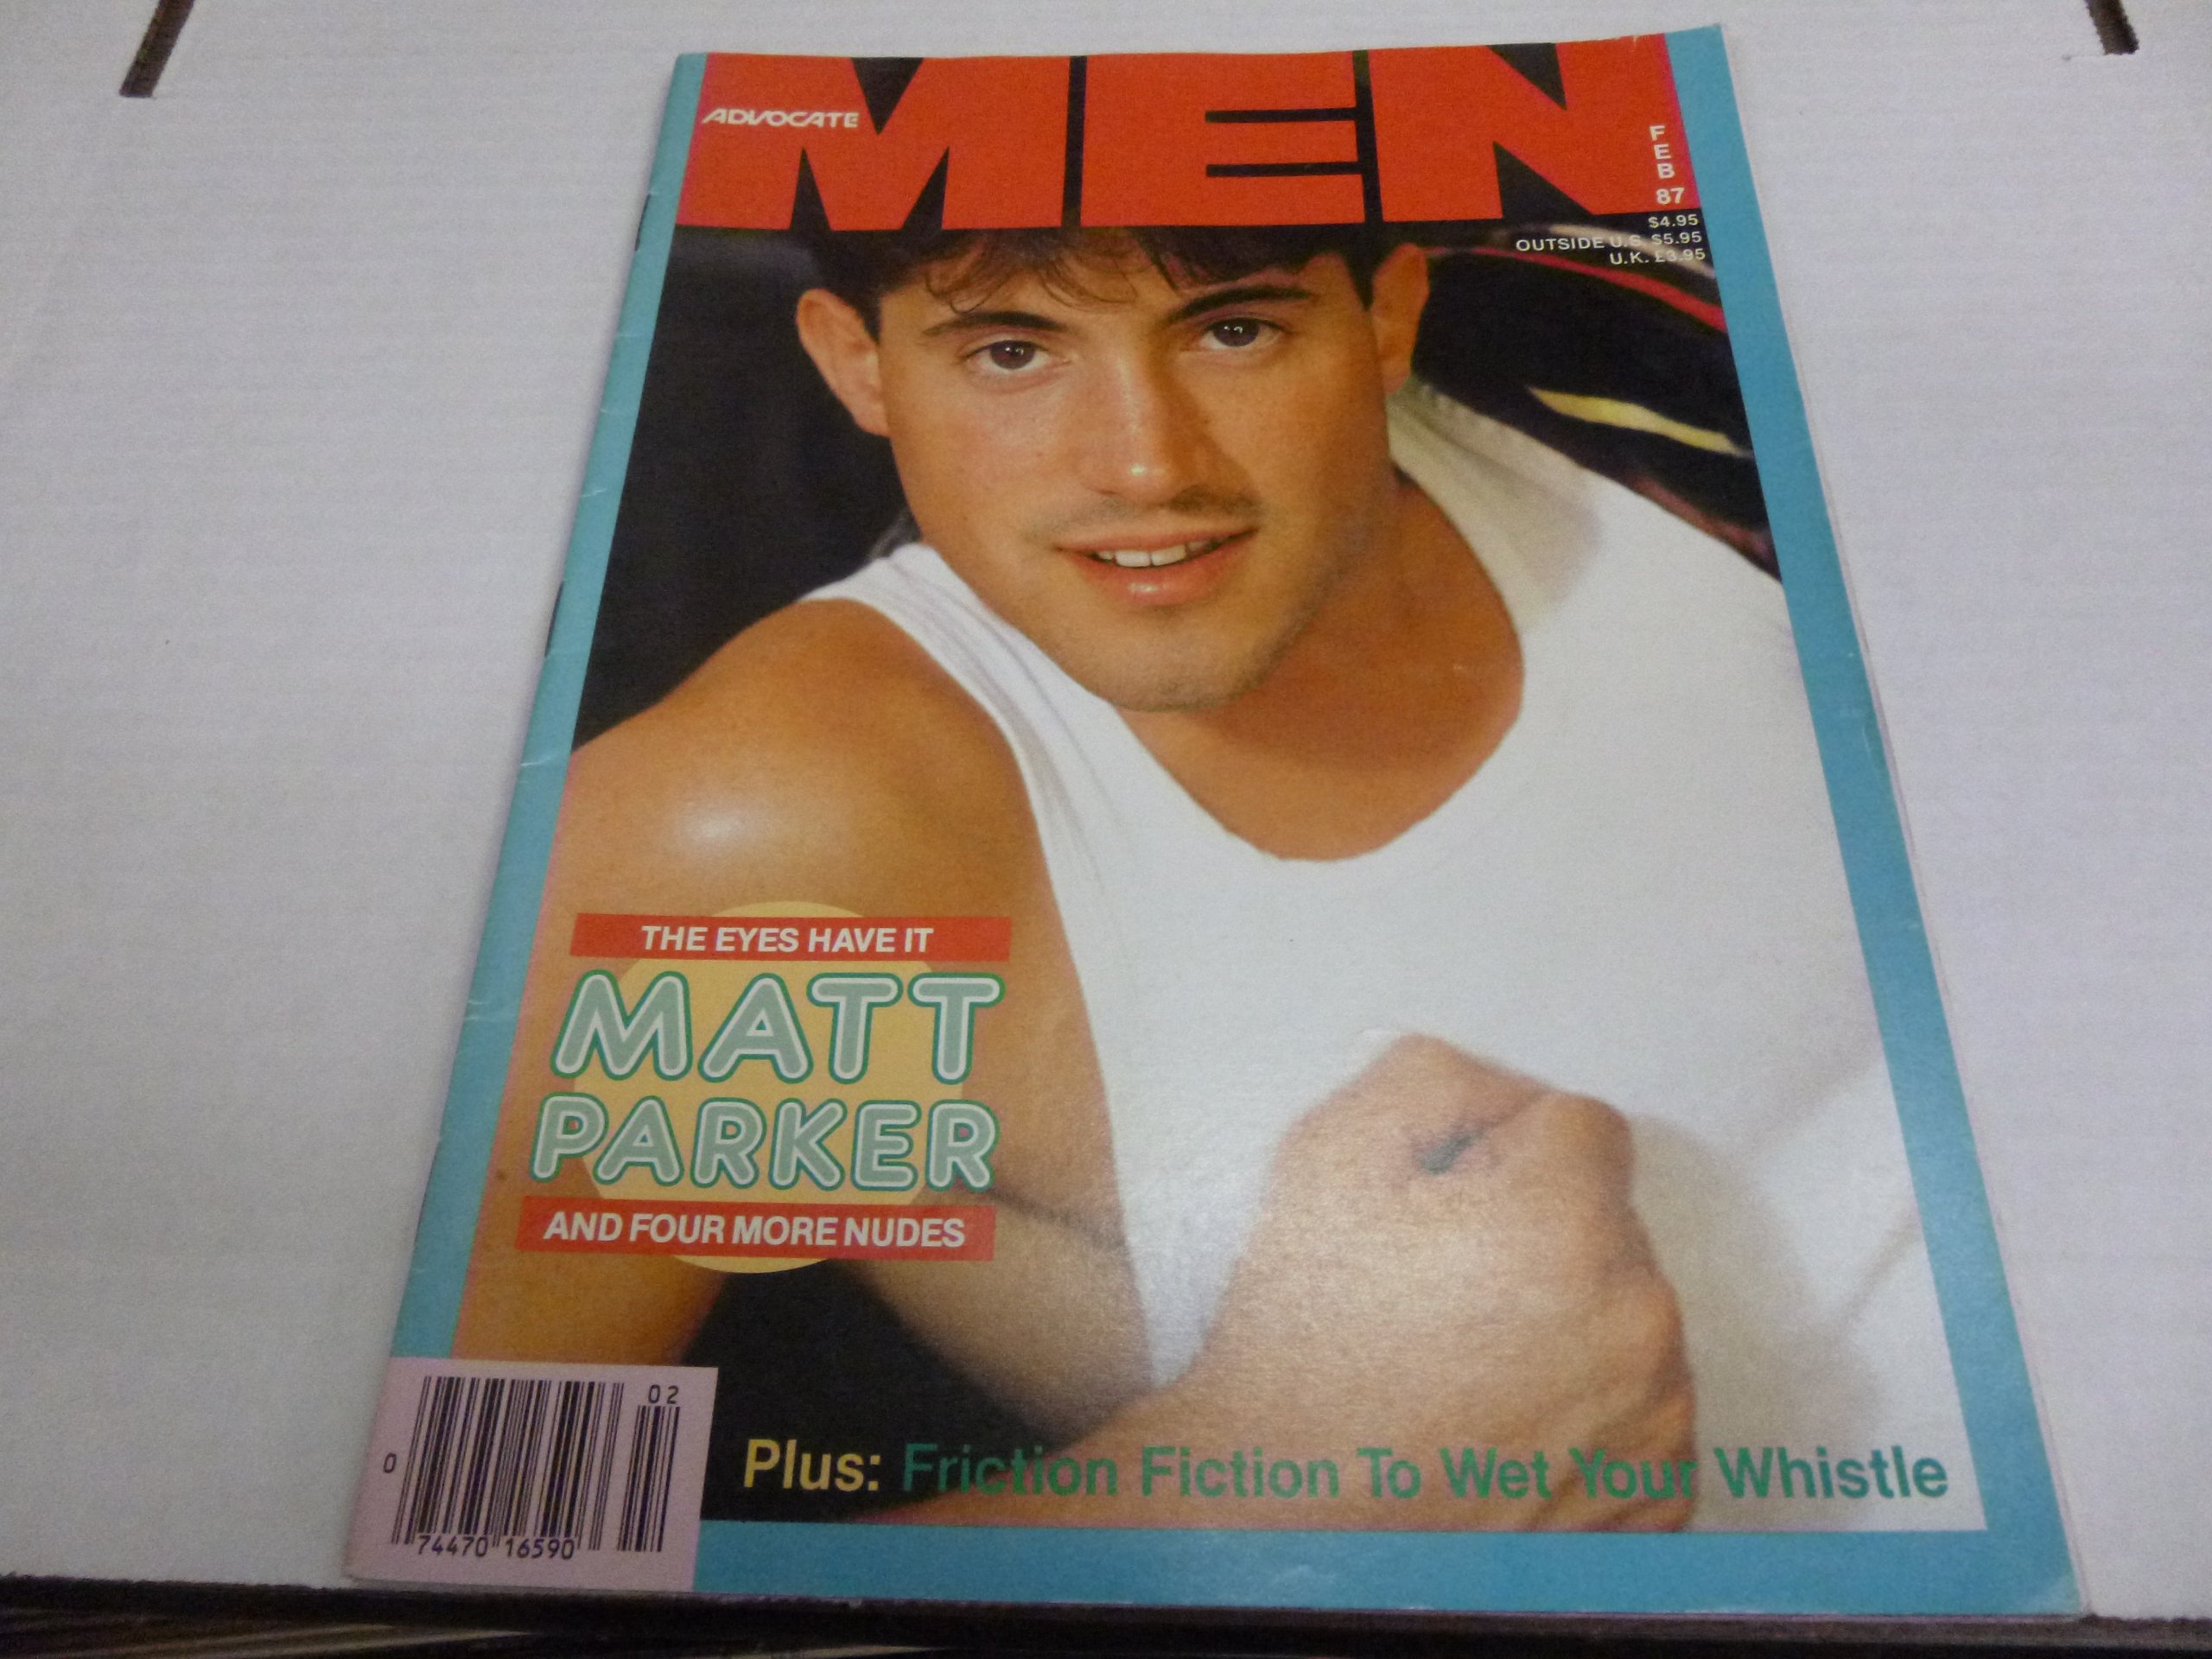 ADVOCATE
MEN
FEB
87
$4.95
OUTSIDE U.S. $5.95
U.K. £3.95
THE EYES HAVE IT
MATT
PARKER
AND FOUR MORE NUDES
Plus: Friction Fiction To Wet Your Whistle
02
0 74470 16590